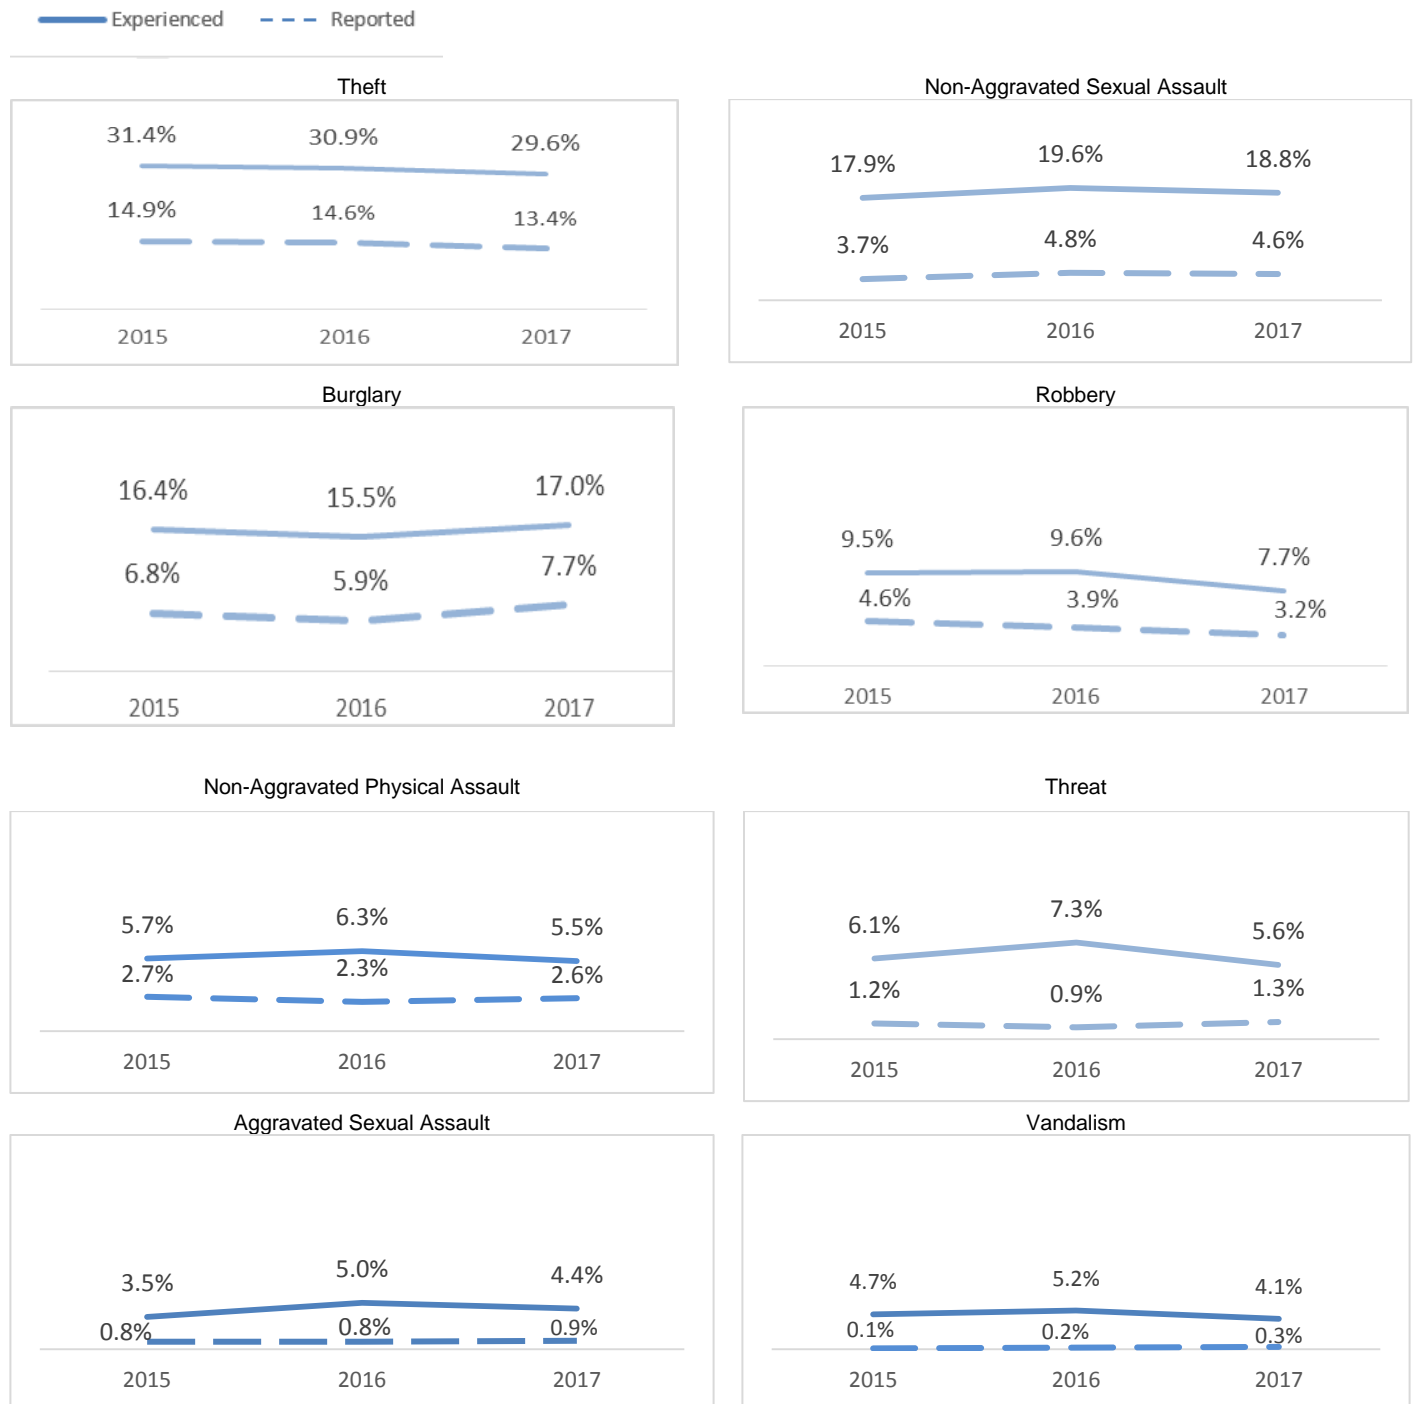 Experienced Reported
Theft
31.4% 30.9% 29.6%
14.9% 14.6% 13.4%
2015 2016 2017
Non-Aggravated Sexual Assault
17.9% 19.6% 18.8%
3.7% 4.8% 4.6%
2015 2016 2017
Burglary
16.4% 15.5% 17.0%
6.8% 5.9% 7.7%
2015 2016 2017
Robbery
9.5% 9.6% 7.7%
4.6% 3.9% 3.2%
2015 2016 2017
Non-Aggravated Physical Assault
5.7% 6.3% 5.5%
2.7% 2.3% 2.6%
2015 2016 2017
Threat
6.1% 7.3% 5.6%
1.2% 0.9% 1.3%
2015 2016 2017
Aggravated Sexual Assault
3.5% 5.0% 4.4%
0.8% 0.8% 0.9%
2015 2016 2017
Vandalism
4.7% 5.2% 4.1%
0.1% 0.2% 0.3%
2015 2016 2017